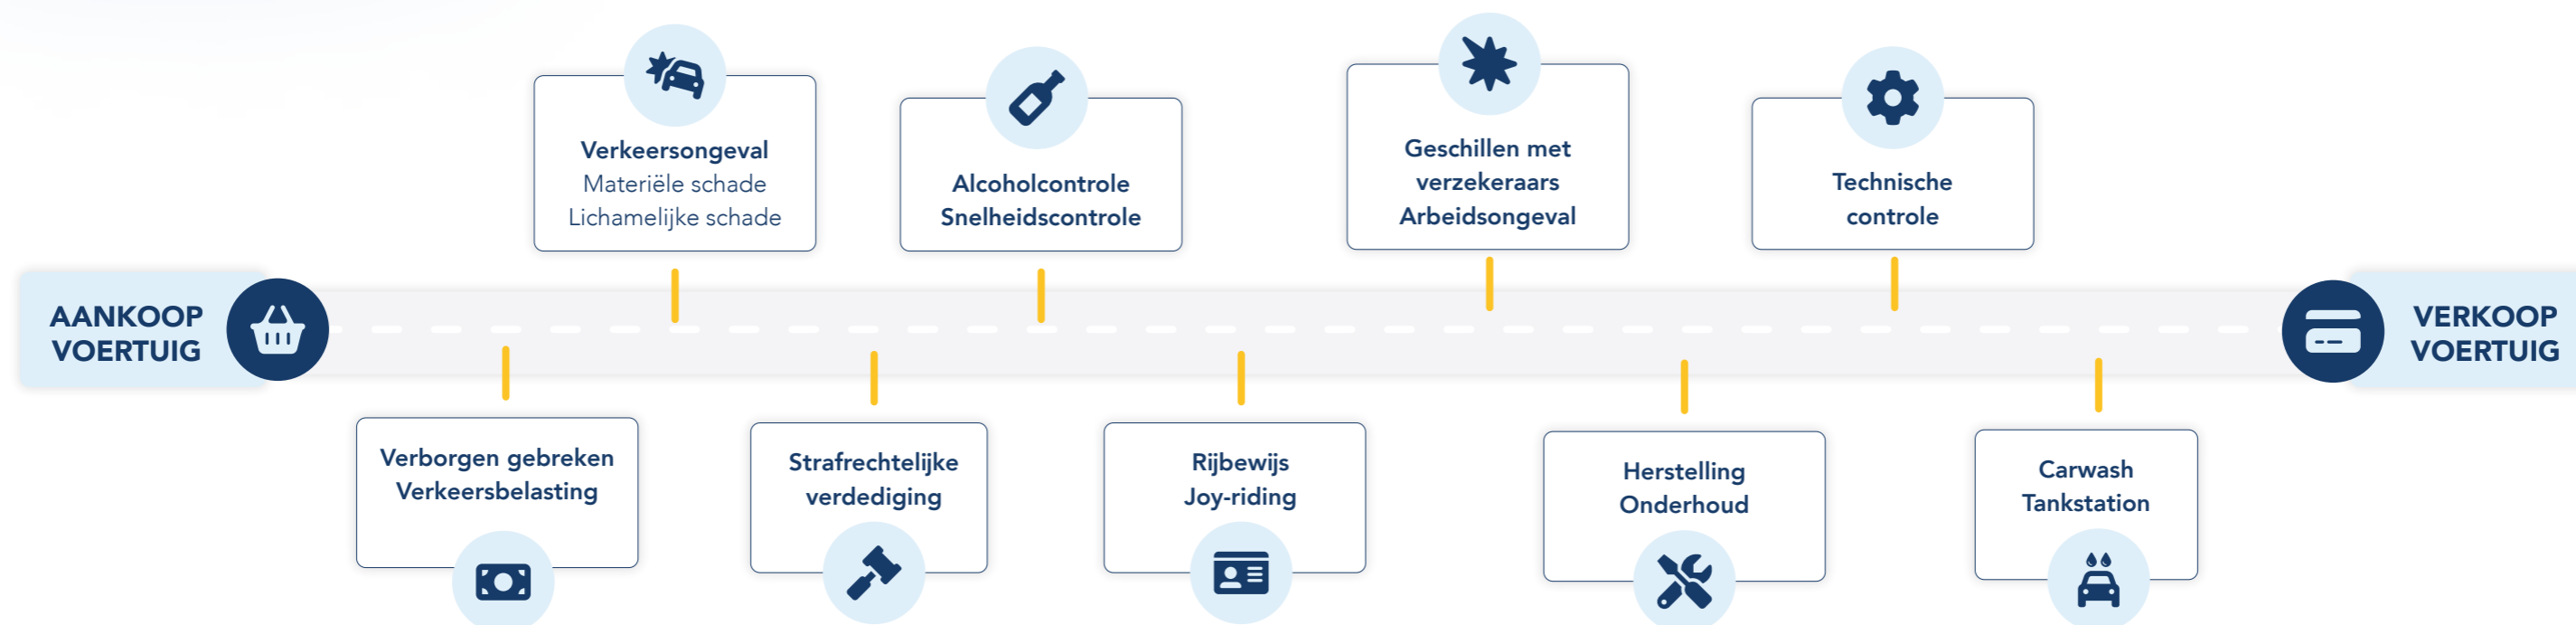 Verkeersongeval
Materiële schade
Lichamelijke schade
Alcoholcontrole
Snelheidscontrole
Geschillen met
verzekeraars
Arbeidsongeval
Technische
controle
AANKOOP
VOERTUIG
VERKOOP
VOERTUIG
Verborgen gebreken
Verkeersbelasting
Strafrechtelijke
verdediging
Rijbewijs
Joy-riding
Herstelling
Onderhoud
Carwash
Tankstation